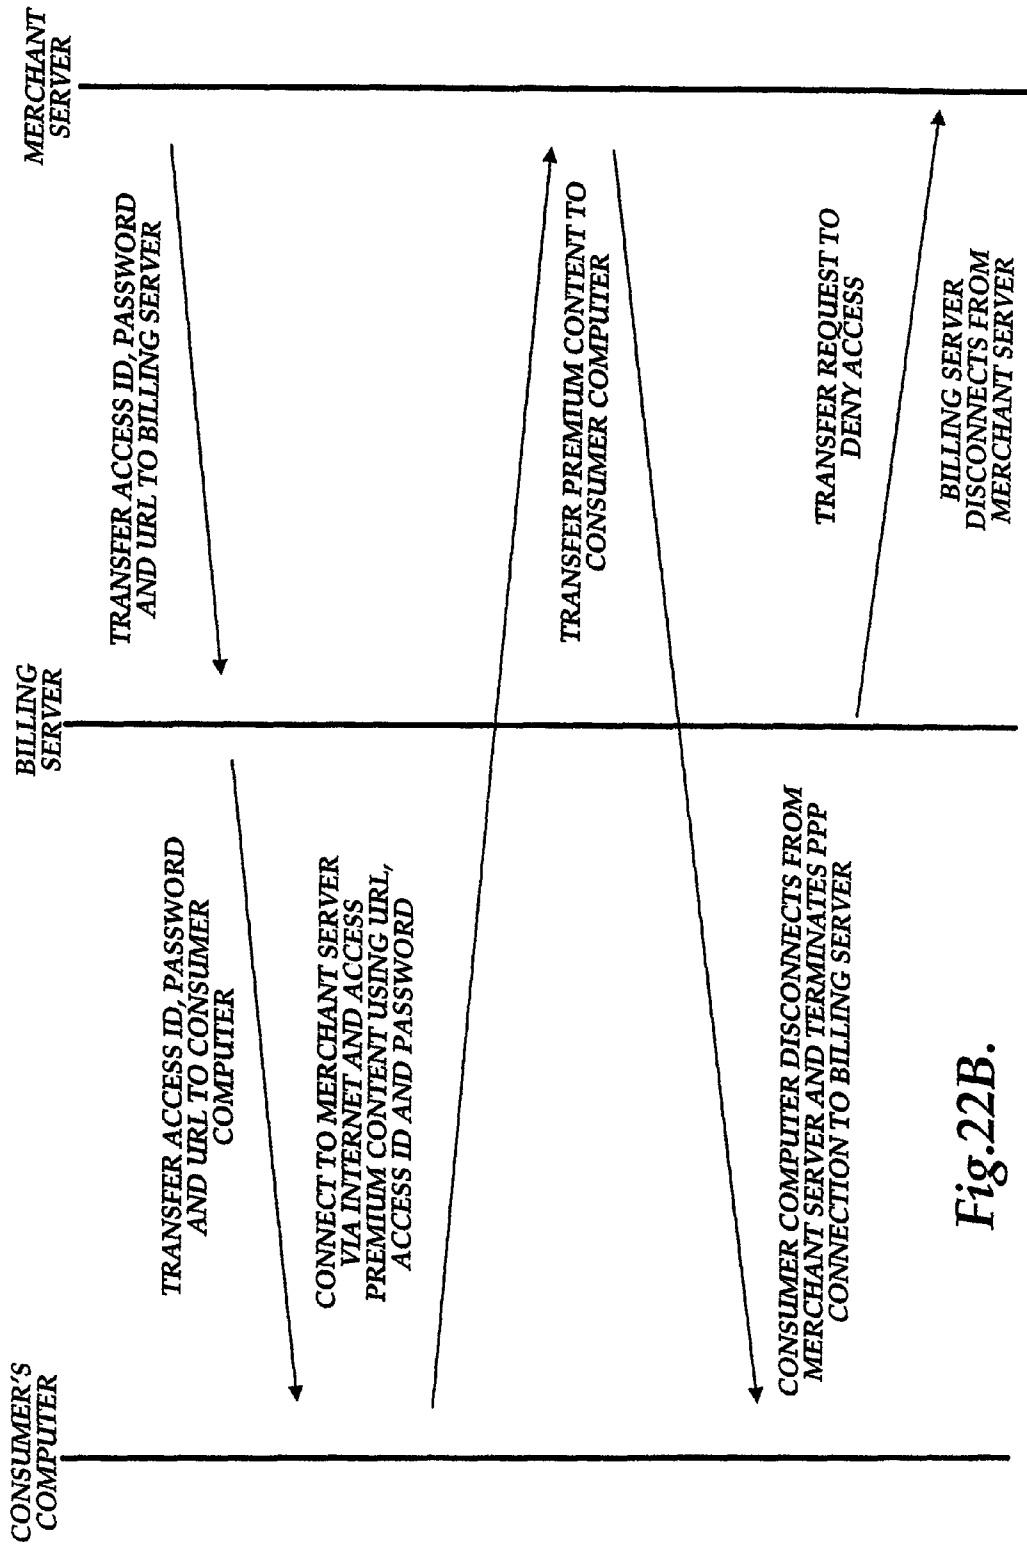 CONSUMER'S
COMPUTER
BILLING
SERVER
MERCHANT
SERVER
TRANSFER ACCESS ID, PASSWORD
AND URL TO BILLING SERVER
TRANSFER ACCESS ID, PASSWORD
AND URL TO CONSUMER
COMPUTER
CONNECT TO MERCHANT SERVER
VIA INTERNET AND ACCESS
PREMIUM CONTENT USING URL,
ACCESS ID AND PASSWORD
TRANSFER PREMIUM CONTENT TO
CONSUMER COMPUTER
CONSUMER COMPUTER DISCONNECTS FROM
MERCHANT SERVER AND TERMINATES PPP
CONNECTION TO BILLING SERVER
TRANSFER REQUEST TO
DENY ACCESS
BILLING SERVER
DISCONNECTS FROM
MERCHANT SERVER
Fig.22B.